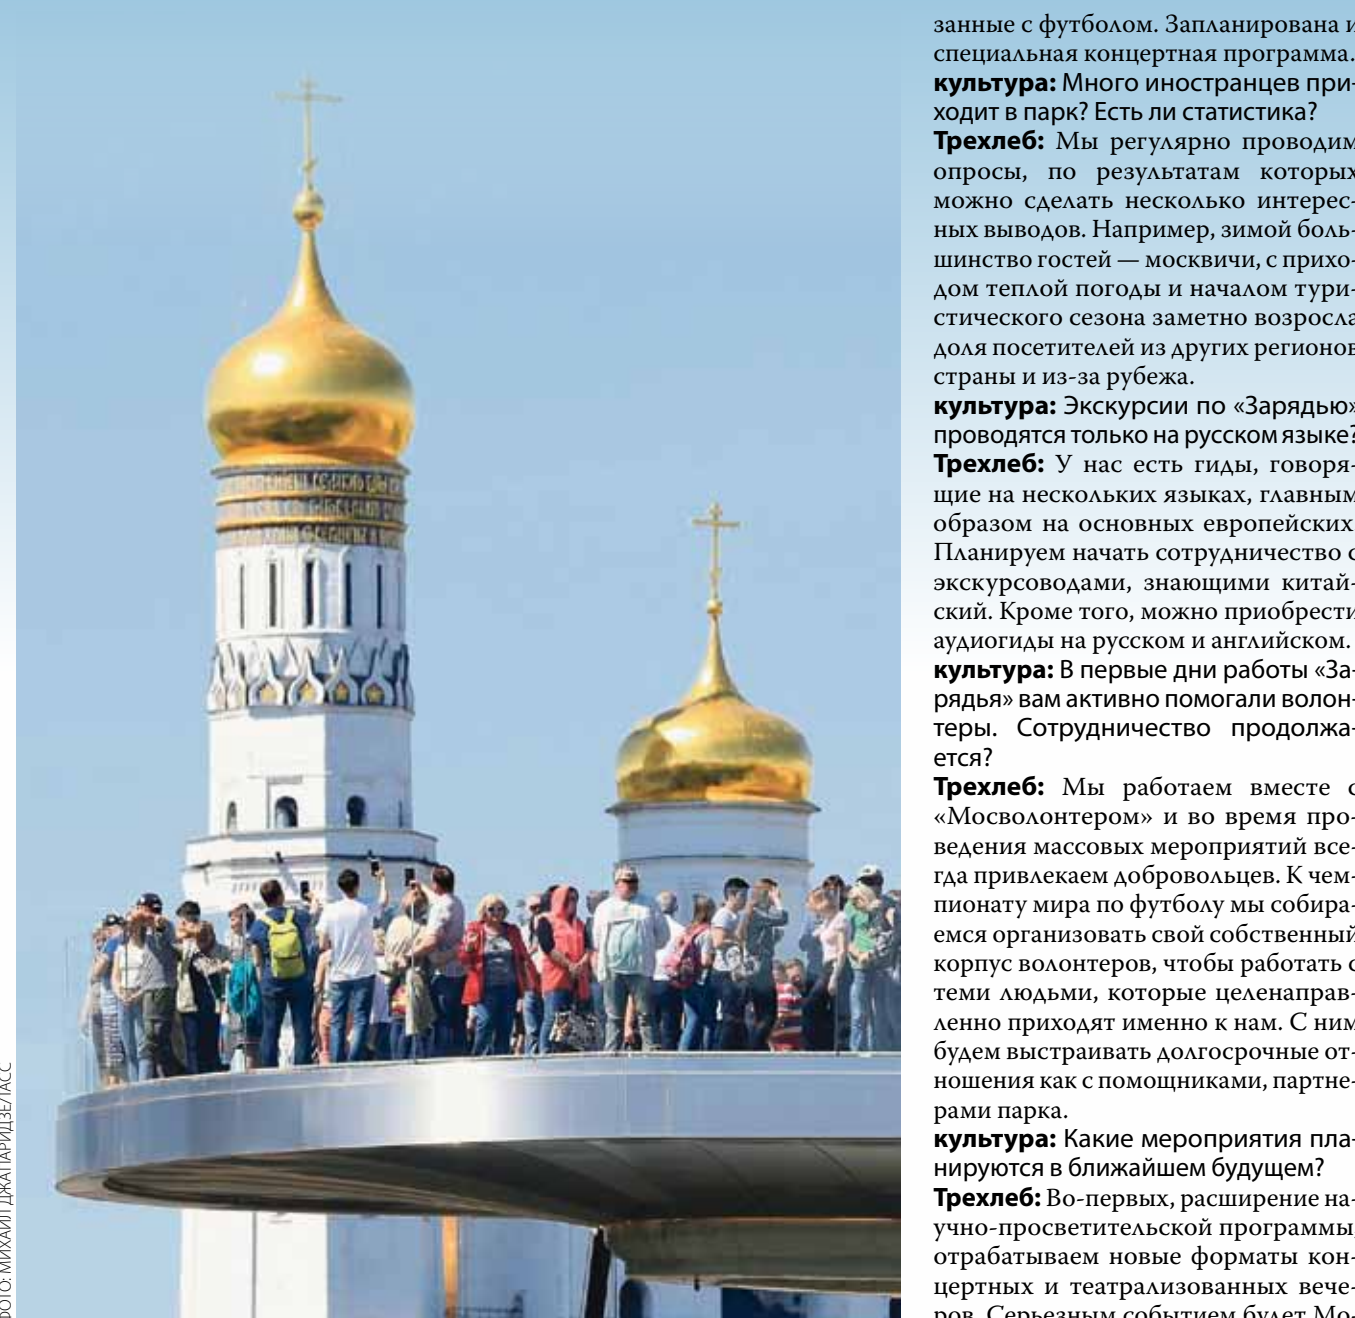 занные с футболом. Запланирована и
специальная концертная программа.
культура: Много иностранцев при-
ходит в парк? Есть ли статистика?
Трехлеб: Мы регулярно проводим
опросы, по результатам которых
можно сделать несколько интерес-
ных выводов. Например, зимой боль-
шинство гостей — москвичи, с прихо-
дом теплой погоды и началом тури-
стического сезона заметно возросла
доля посетителей из других регионов
страны и из-за рубежа.
культура: Экскурсии по «Зарядью»
проводятся только на русском языке?
Трехлеб: У нас есть гиды, говоря-
щие на нескольких языках, главным
образом на основных европейских
Планируем начать сотрудничество с
экскурсоводами, знающими китай-
ский. Кроме того, можно приобрести
аудиогиды на русском и английском.
культура: В первые дни работы «За-
рядья» вам активно помогали волон-
теры. Сотрудничество продолжа-
ется?
Трехлеб: Мы работаем вместе с
«Мосволонтером» и во время про-
ведения массовых мероприятий все-
гда привлекаем добровольцев. К чем-
пионату мира по футболу мы собира-
емся организовать свой собственный
корпус волонтеров, чтобы работать с
теми людьми, которые целенаправ-
ленно приходят именно к нам. С ним
будем выстраивать долгосрочные от-
ношения как с помощниками, партне-
рами парка.
культура: Какие мероприятия пла-
нируются в ближайшем будущем?
Трехлеб: Во-первых, расширение на-
учно-просветительской программы,
отрабатываем новые форматы кон-
цертных и театрализованных вече-
ров. Серьезным событием будет Мо-
ФОТО: МИХАИЛ ДЖАПАРИДЗЕ/ТАСС